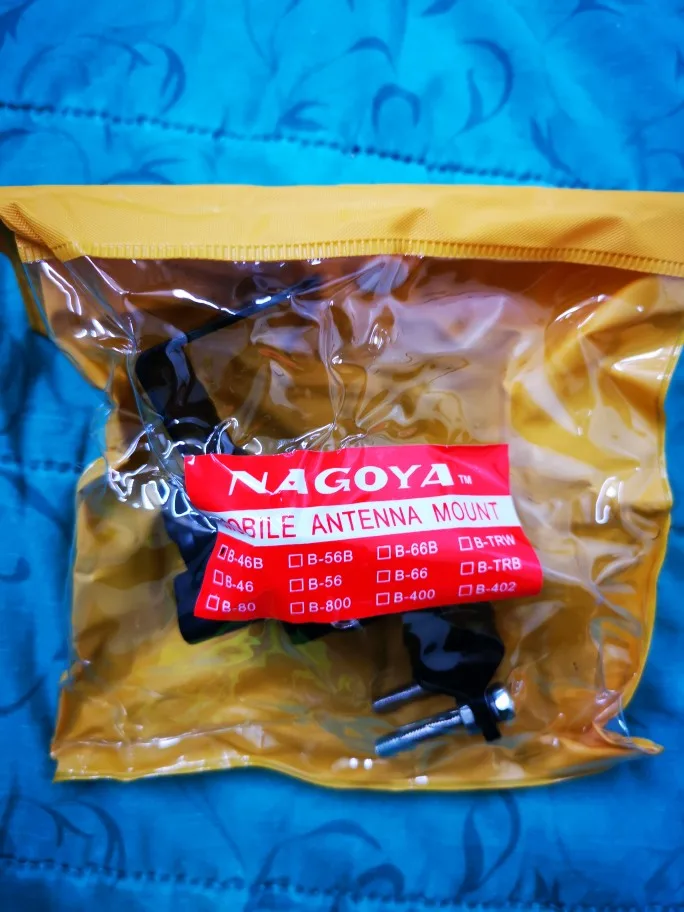 NAGOYA™
OBILE ANTENNA MOUNT
☐B-46B ☐B-56B ☐B-66B ☐B-TRW
☐B-46 ☐B-56 ☐B-66 ☐B-TRB
☐B-80 ☐B-800 ☐B-400 ☐B-402